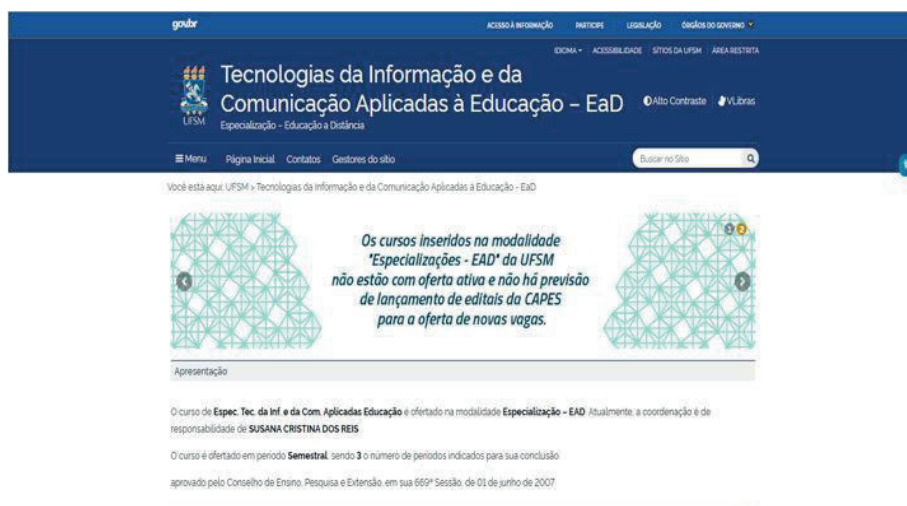 govbr
ACESSO À INFORMAÇÃO PARTICIPE LEGISLAÇÃO ÓRGÃOS DO GOVERNO
IDIOMA ACESSIBILIDADE SÍTIOS DA UFSM ÁREA RESTRITA
UFSM
Tecnologias da Informação e da
Comunicação Aplicadas à Educação – EaD
Especialização – Educação a Distância
Alto Contraste VLibras
Menu Página Inicial Contatos Gestores do sítio Buscar no Sítio
Você está aqui: UFSM > Tecnologias da Informação e da Comunicação Aplicadas à Educação - EaD
1 2
Os cursos inseridos na modalidade
"Especializações - EAD" da UFSM
não estão com oferta ativa e não há previsão
de lançamento de editais da CAPES
para a oferta de novas vagas.
Apresentação
O curso de Espec. Tec. da Inf. e da Com. Aplicadas Educação é ofertado na modalidade Especialização – EAD. Atualmente, a coordenação é de
responsabilidade de SUSANA CRISTINA DOS REIS
O curso é ofertado em período Semestral, sendo 3 o número de períodos indicados para sua conclusão.
aprovado pelo Conselho de Ensino, Pesquisa e Extensão, em sua 669ª Sessão, de 01 de junho de 2007